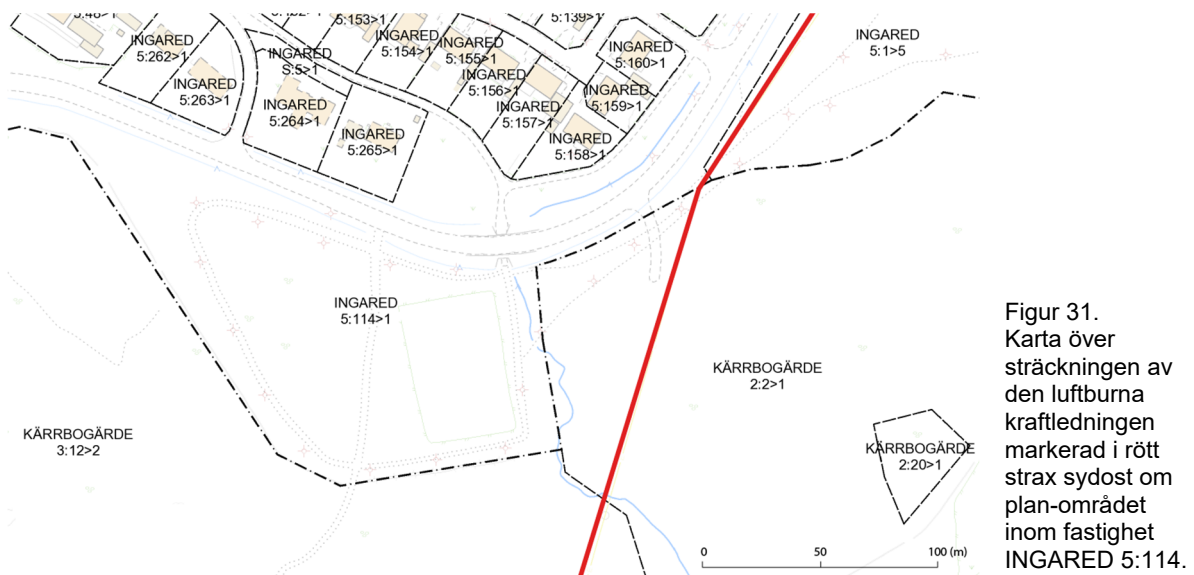 5:153>1
5:139>1
INGARED
5:262>1
INGARED
S:5>1
INGARED
5:154>1
INGARED
5:155>1
INGARED
5:160>1
INGARED
5:1>5
INGARED
5:263>1
INGARED
5:264>1
INGARED
5:156>1
INGARED
5:159>1
INGARED
5:265>1
INGARED
5:157>1
INGARED
5:158>1
INGARED
5:114>1
KÄRRBOGÄRDE
2:2>1
KÄRRBOGÄRDE
3:12>2
KÄRRBOGÄRDE
2:20>1
0 50 100 (m)
Figur 31.
Karta över
sträckningen av
den luftburna
kraftledningen
markerad i rött
strax sydost om
plan-området
inom fastighet
INGARED 5:114.